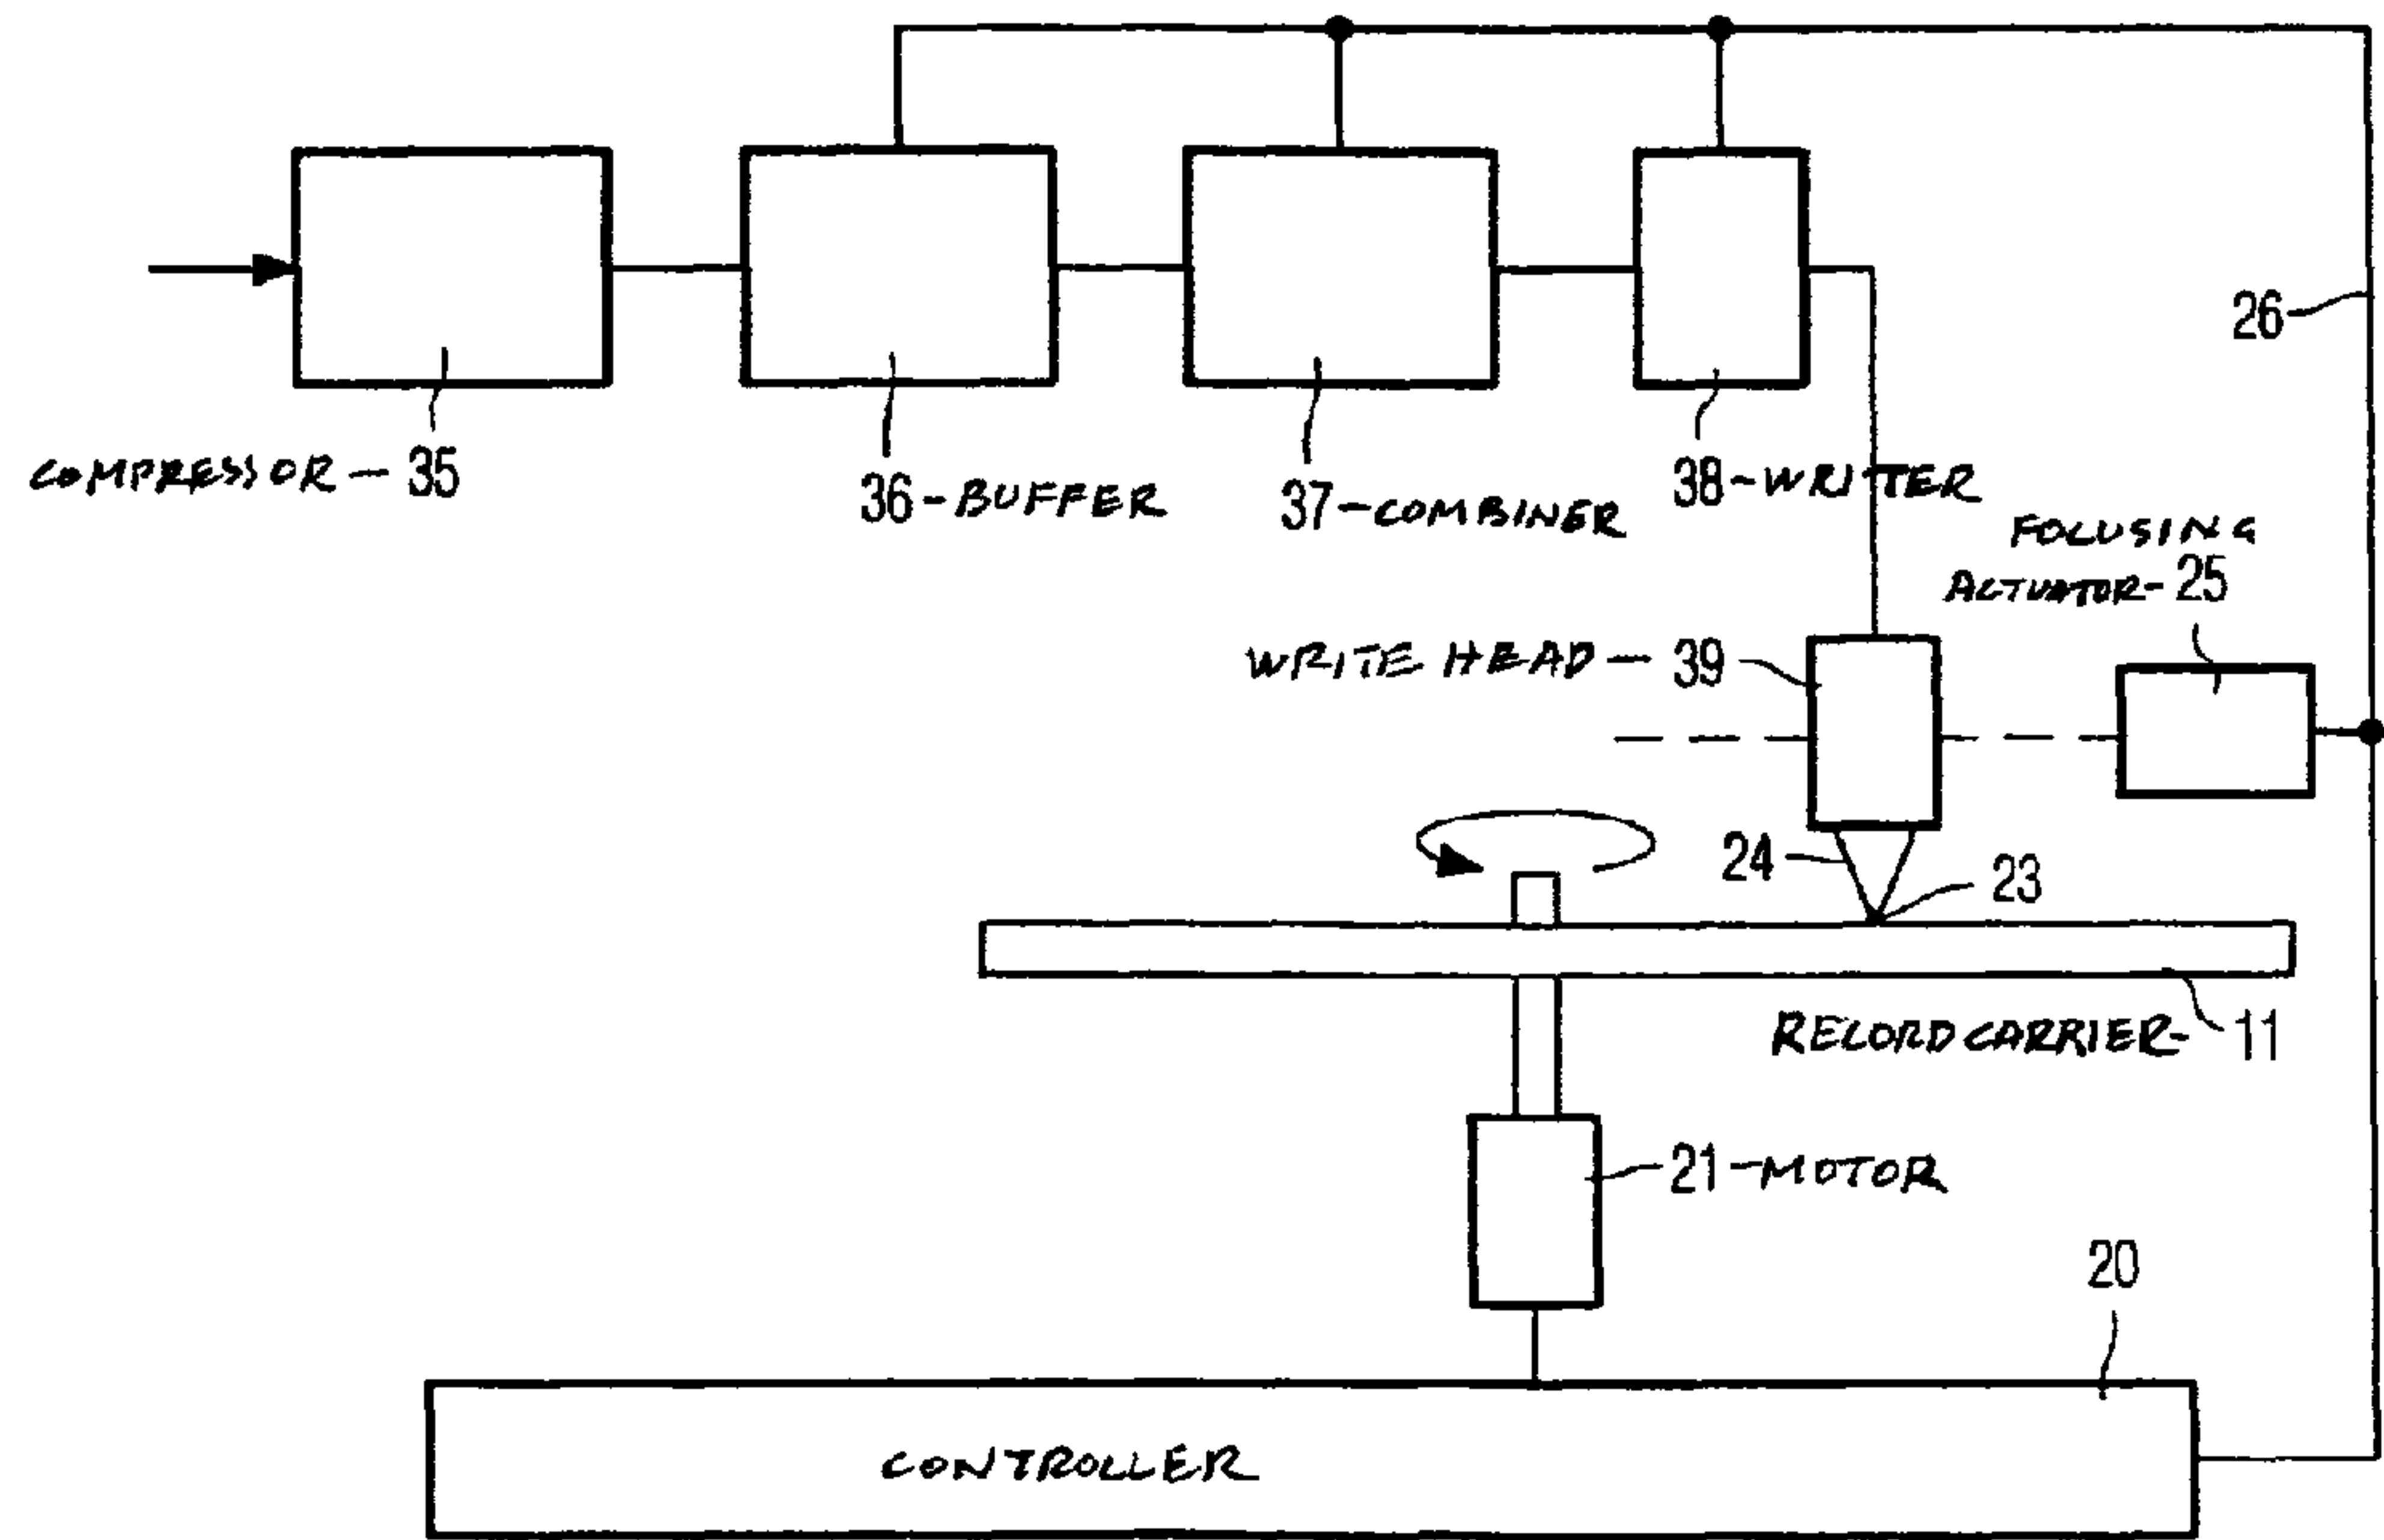 26
COMPRESSOR - 35
36 - BUFFER
37 - COMBINER
38 - WRITER
FOCUSING
ACTUATOR - 25
WRITE HEAD - 39
24
23
RECORD CARRIER - 11
21 - MOTOR
20
CONTROLLER